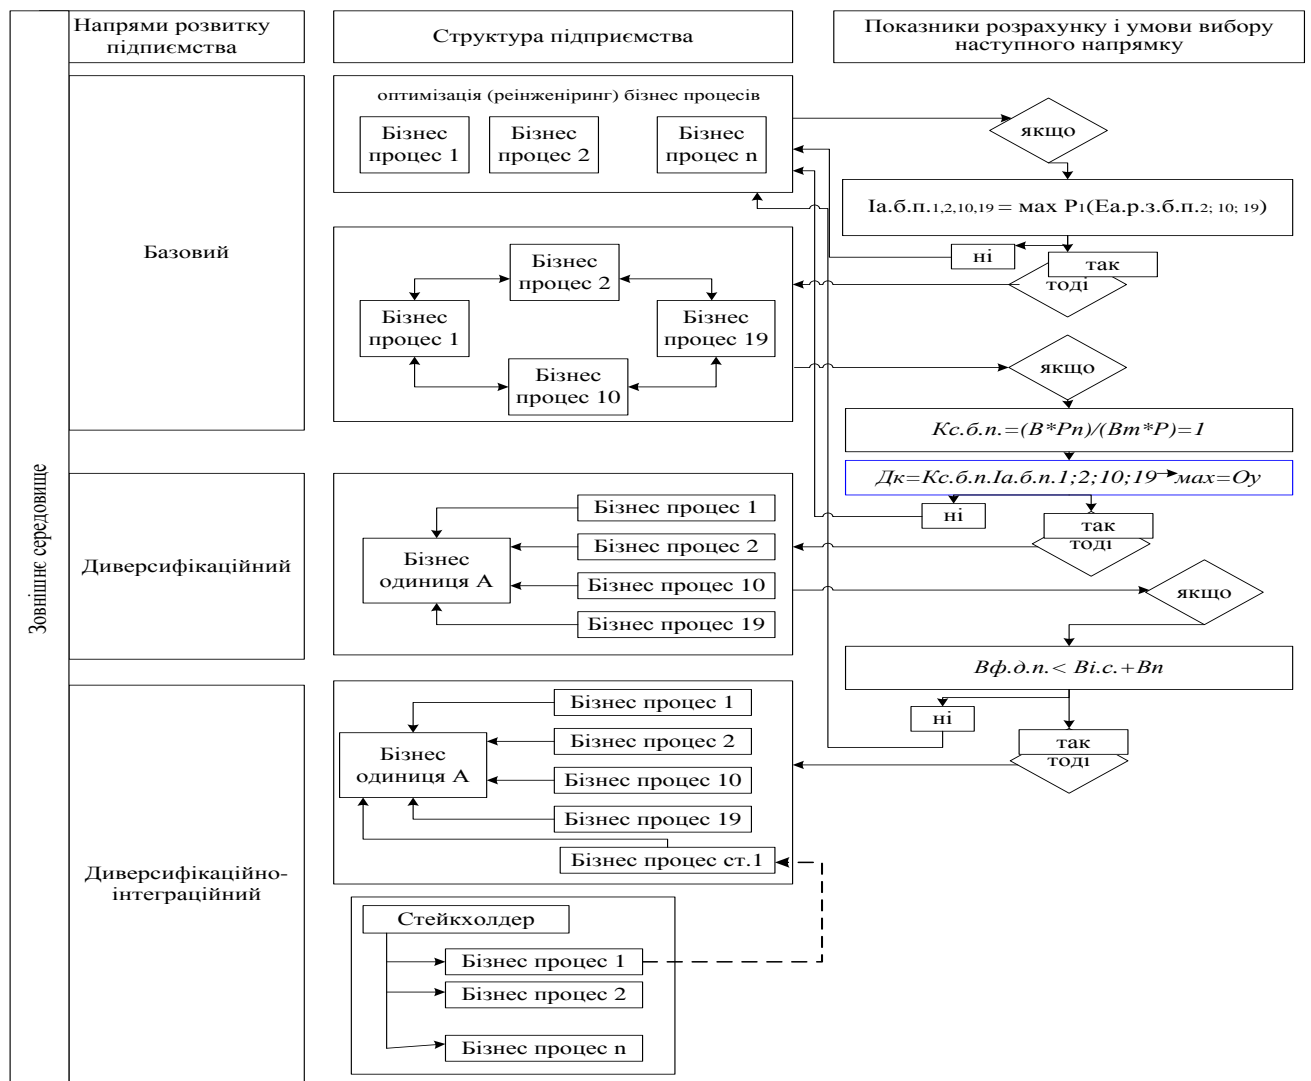 Напрями розвитку
підпиємства
Структура підприємства
Показники розрахунку і умови вибору
наступного напрямку
Зовнішнє середовище
Базовий
оптимізація (реінженіринг) бізнес процесів
Бізнес
процес 1
Бізнес
процес 2
Бізнес
процес n
якщо
Іа.б.п.1,2,10,19 = max P1(Еа.р.з.б.п.2; 10; 19)
ні
так
тоді
Бізнес
процес 2
Бізнес
процес 1
Бізнес
процес 19
Бізнес
процес 10
якщо
Кс.б.п.=(В*Рп)/(Вт*Р)=1
Дк=Кс.б.п.Іа.б.п.1;2;10;19→мах=Оу
ні
так
тоді
Диверсифікаційний
Бізнес процес 1
Бізнес
одиниця А
Бізнес процес 2
Бізнес процес 10
Бізнес процес 19
якщо
Вф.д.п.< Ві.с.+Вп
ні
так
тоді
Диверсифікаційно-
інтеграційний
Бізнес процес 1
Бізнес
одиниця А
Бізнес процес 2
Бізнес процес 10
Бізнес процес 19
Бізнес процес ст.1
Стейкхолдер
Бізнес процес 1
Бізнес процес 2
Бізнес процес n